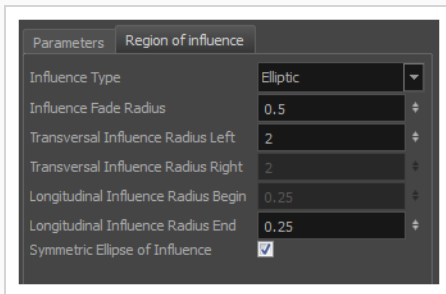 Parameters Region of influence
Influence Type Elliptic
Influence Fade Radius 0.5
Transversal Influence Radius Left 2
Transversal Influence Radius Right 2
Longitudinal Influence Radius Begin 0.25
Longitudinal Influence Radius End 0.25
Symmetric Ellipse of Influence